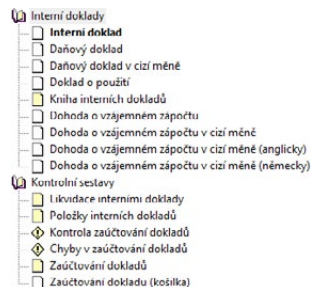 Interní doklady
Interní doklad
Daňový doklad
Daňový doklad v cizí měně
Doklad o použití
Kniha interních dokladů
Dohoda o vzájemném zápočtu
Dohoda o vzájemném zápočtu v cizí měně
Dohoda o vzájemném zápočtu v cizí měně (anglicky)
Dohoda o vzájemném zápočtu v cizí měně (německy)
Kontrolní sestavy
Likvidace interními doklady
Položky interních dokladů
Kontrola zaúčtování dokladů
Chyby v zaúčtování dokladů
Zaúčtování dokladů
Zaúčtování dokladu (košilka)